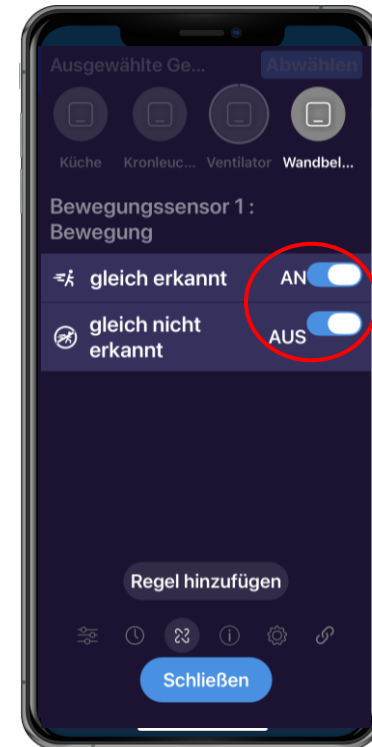 Ausgewählte Ge... Abwählen
Küche Kronleuc... Ventilator Wandbel...
Bewegungssensor 1 :
Bewegung
gleich erkannt AN
gleich nicht
erkannt AUS
Regel hinzufügen
Schließen